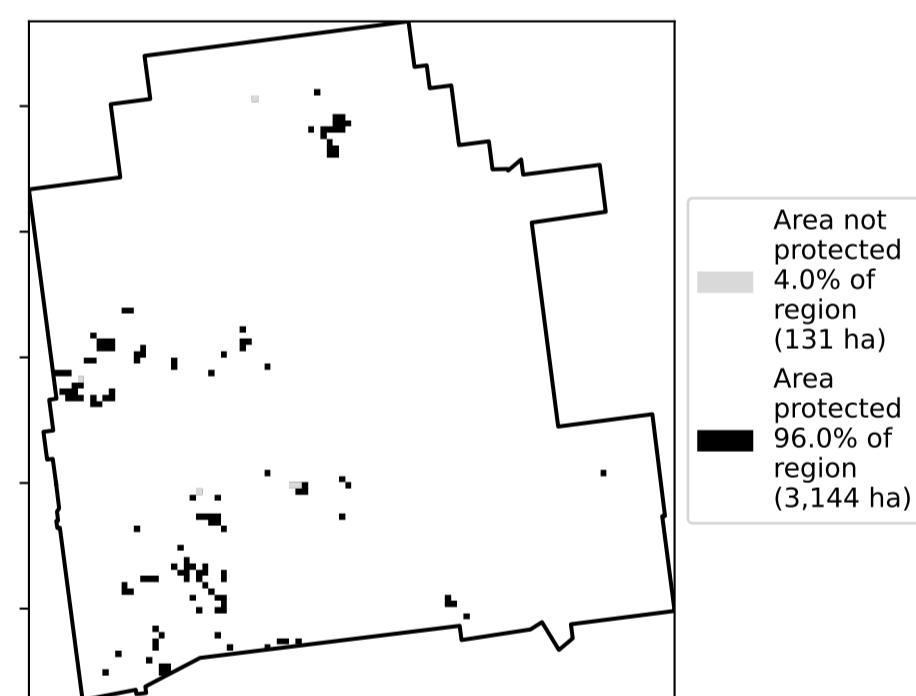 Area not
protected
4.0% of
region
(131 ha)
Area
protected
96.0% of
region
(3,144 ha)